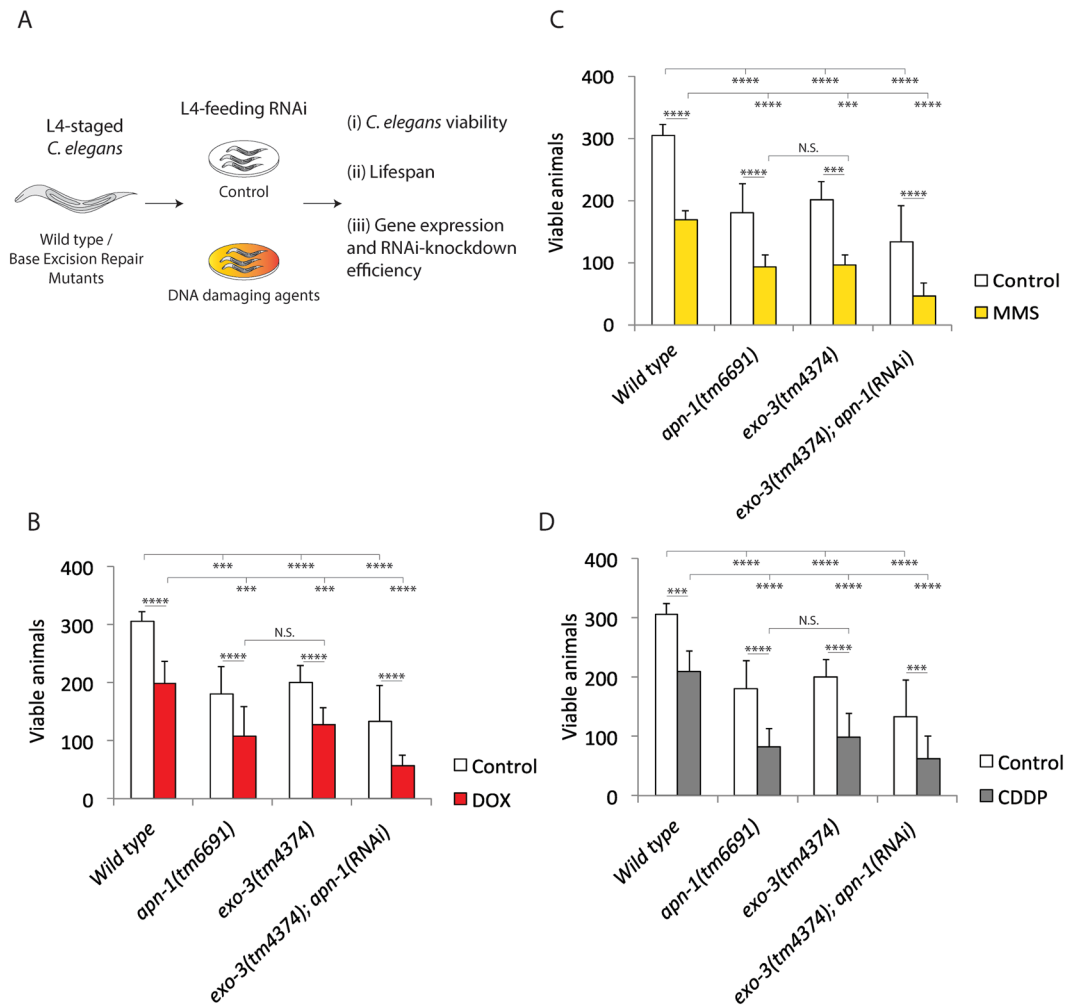 A
L4-staged
C. elegans
Wild type /
Base Excision Repair
Mutants
L4-feeding RNAi
Control
DNA damaging agents
(i) C. elegans viability
(ii) Lifespan
(iii) Gene expression
and RNAi-knockdown
efficiency
B
Viable animals
400
300
200
100
0
*** **** ****
*** *** ****
N.S.
**** **** **** ****
Wild type
apn-1(tm6691)
exo-3(tm4374)
exo-3(tm4374); apn-1(RNAi)
Control
DOX
C
Viable animals
400
300
200
100
0
**** **** ****
**** *** ****
N.S.
**** **** *** ****
Wild type
apn-1(tm6691)
exo-3(tm4374)
exo-3(tm4374); apn-1(RNAi)
Control
MMS
D
Viable animals
400
300
200
100
0
**** **** ****
**** **** ****
N.S.
*** **** **** ***
Wild type
apn-1(tm6691)
exo-3(tm4374)
exo-3(tm4374); apn-1(RNAi)
Control
CDDP